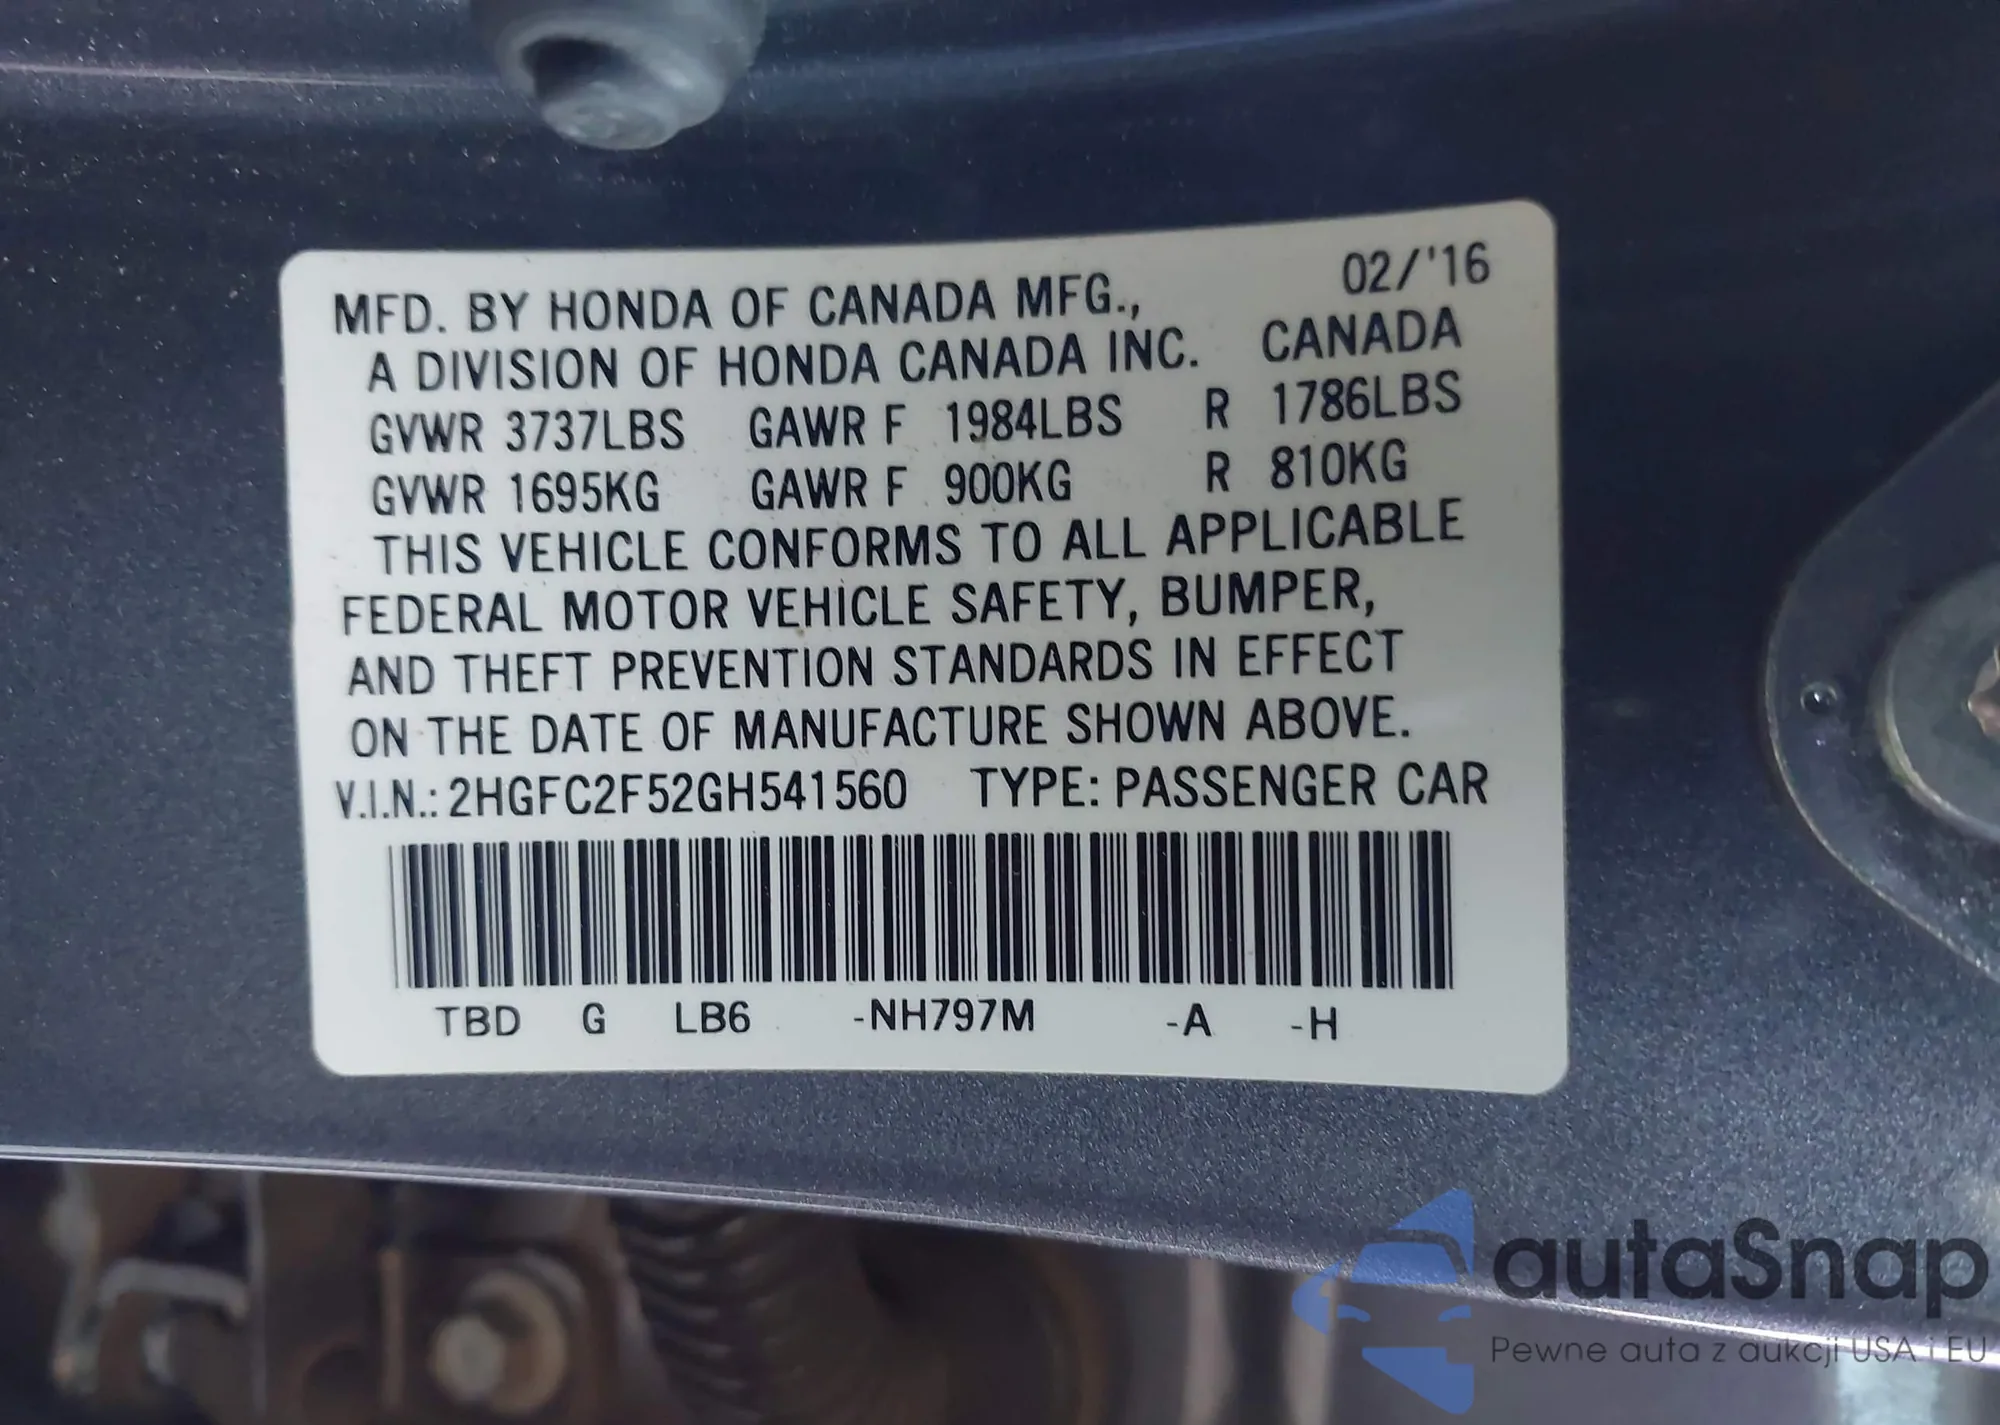 MFD. BY HONDA OF CANADA MFG., 02/'16
A DIVISION OF HONDA CANADA INC. CANADA
GVWR 3737LBS GAWR F 1984LBS R 1786LBS
GVWR 1695KG GAWR F 900KG R 810KG
THIS VEHICLE CONFORMS TO ALL APPLICABLE
FEDERAL MOTOR VEHICLE SAFETY, BUMPER,
AND THEFT PREVENTION STANDARDS IN EFFECT
ON THE DATE OF MANUFACTURE SHOWN ABOVE.
V.I.N.: 2HGFC2F52GH541560 TYPE: PASSENGER CAR
TBD G LB6 -NH797M -A -H
autaSnap
Pewne auta z aukcji USA i EU